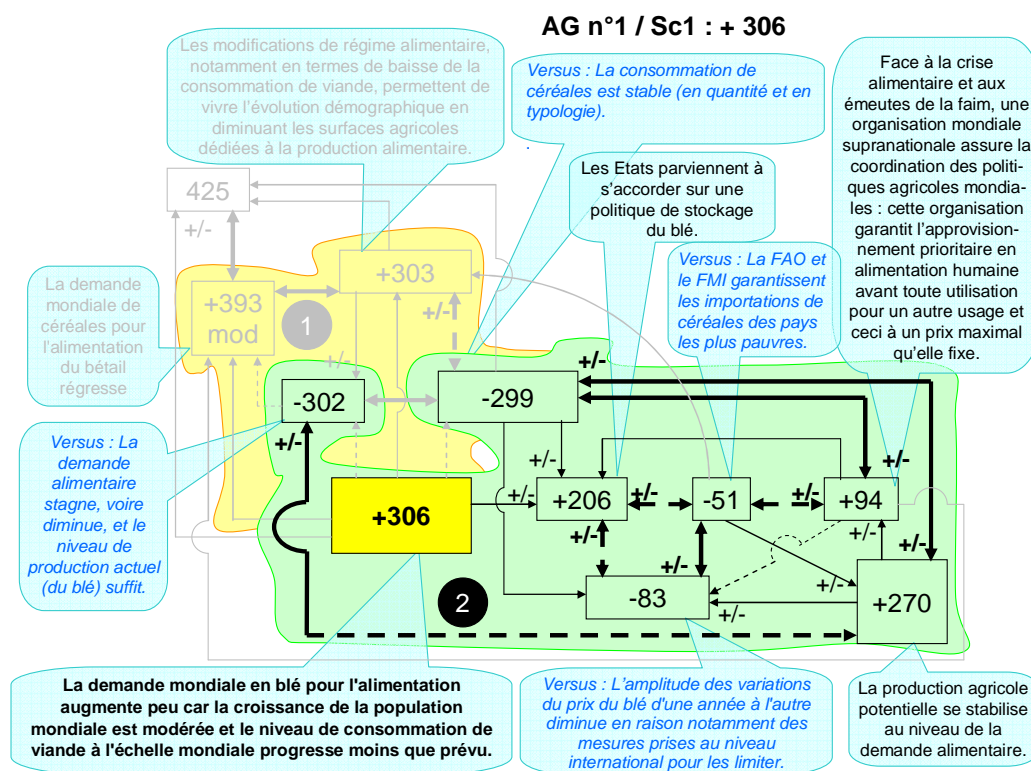 AG n°1 / Sc1 : + 306
Les modifications de régime alimentaire,
notamment en termes de baisse de la
consommation de viande, permettent de
vivre l'évolution démographique en
diminuant les surfaces agricoles
dédiées à la production alimentaire.
Versus : La consommation de
céréales est stable (en quantité et en
typologie).
.
Face à la crise
alimentaire et aux
émeutes de la faim, une
organisation mondiale
supranationale assure la
coordination des politi-
ques agricoles mondia-
les : cette organisation
garantit l'approvision-
nement prioritaire en
alimentation humaine
avant toute utilisation
pour un autre usage et
ceci à un prix maximal
qu'elle fixe.
Les Etats parviennent à
s'accorder sur une
politique de stockage
du blé.
Versus : La FAO et
le FMI garantissent
les importations de
céréales des pays
les plus pauvres.
425
+/-
+303
La demande
mondiale de
céréales pour
l'alimentation
du bétail
régresse
+393
mod
1
+/-
+/-
+/-
-302
-299
+/-
Versus : La
demande
alimentaire
stagne, voire
diminue, et le
niveau de
production actuel
(du blé) suffit.
+/-
+/-
+/-
+306
+/-
+206
+/-
-51
+/-
+94
+/-
+/-
+/-
+/-
2
-83
+/-
+/-
+270
La demande mondiale en blé pour l'alimentation
augmente peu car la croissance de la population
mondiale est modérée et le niveau de consommation de
viande à l'échelle mondiale progresse moins que prévu.
Versus : L'amplitude des variations
du prix du blé d'une année à l'autre
diminue en raison notamment des
mesures prises au niveau
international pour les limiter.
La production agricole
potentielle se stabilise
au niveau de la
demande alimentaire.